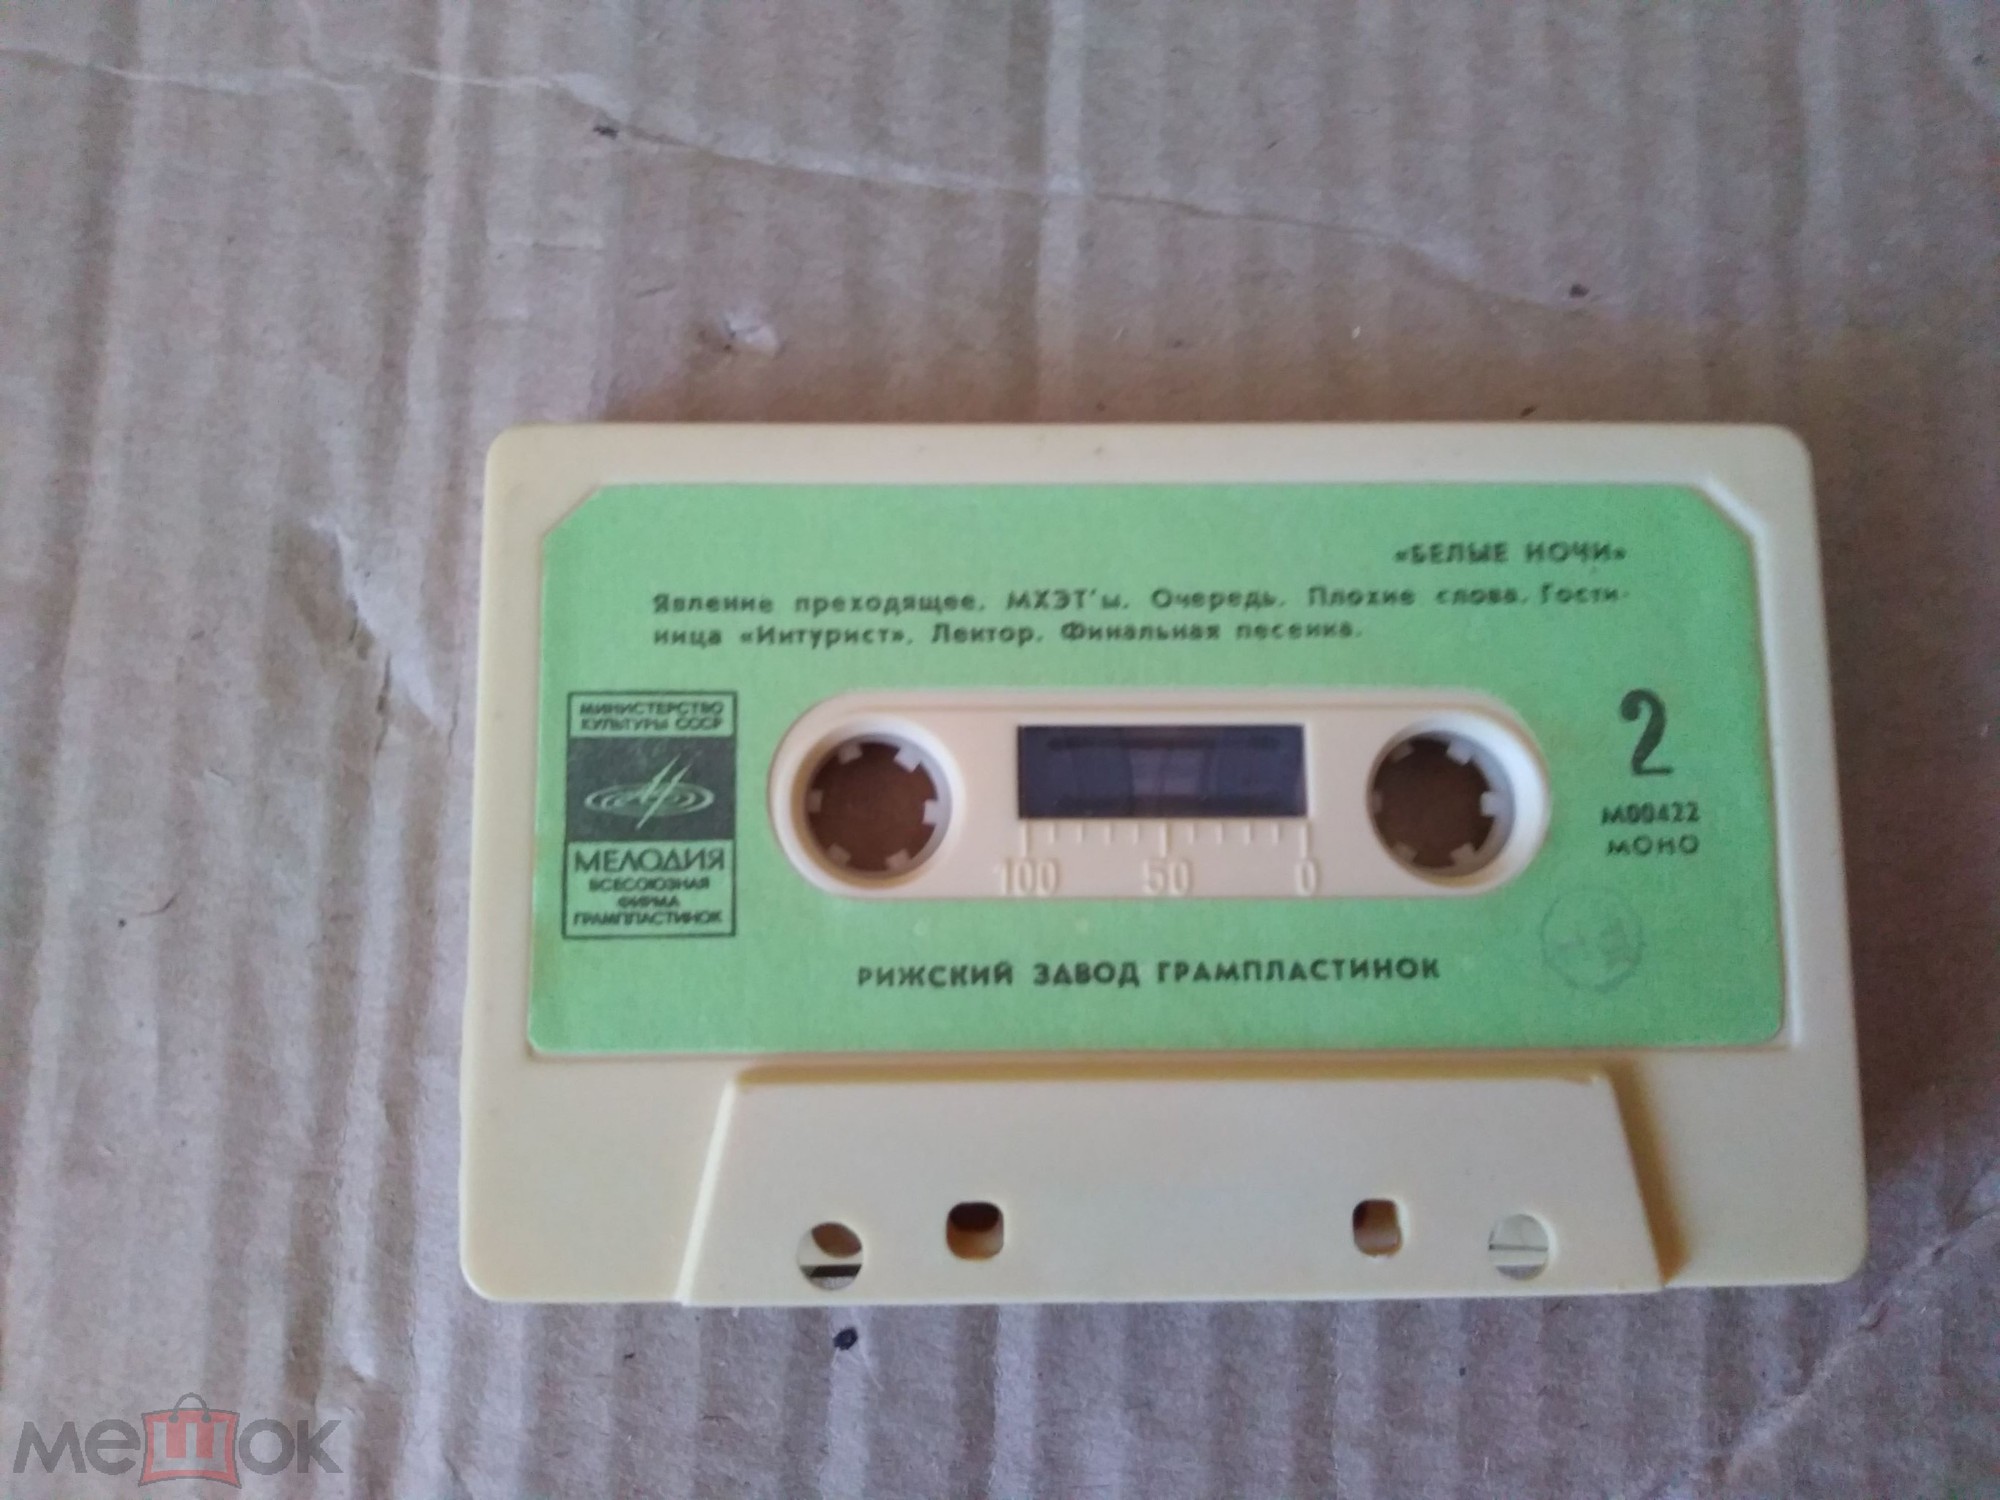 «БЕЛЫЕ НОЧИ»
Явление преходящее. МХЭТ'ы. Очередь. Плохие слова. Гости-
ница «Интурист». Лектор. Финальная песенка.
МИНИСТЕРСТВО
КУЛЬТУРЫ СССР
МЕЛОДИЯ
ВСЕСОЮЗНАЯ
ФИРМА
ГРАМПЛАСТИНОК
2
М00422
МОНО
100 50 0
РИЖСКИЙ ЗАВОД ГРАМПЛАСТИНОК
мешок